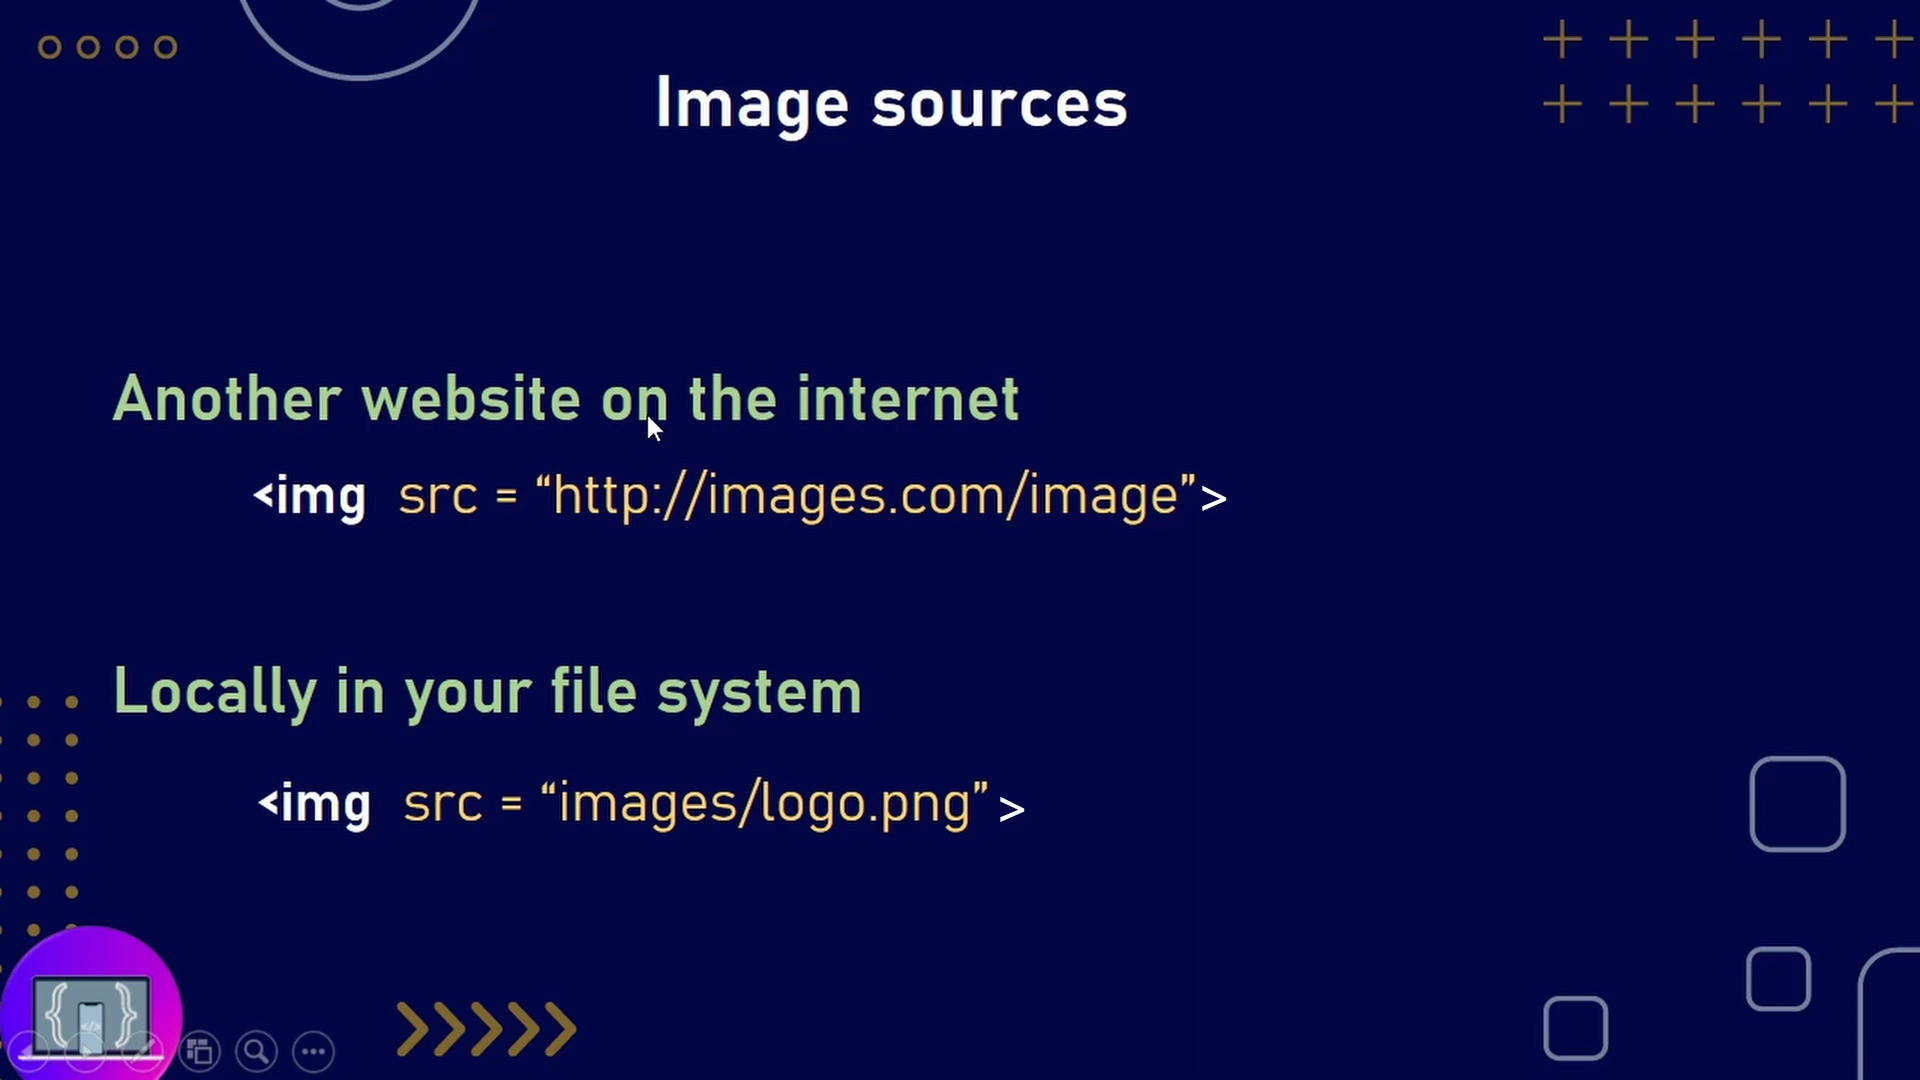 Image sources
Another website on the internet
<img src = “http://images.com/image”>
Locally in your file system
<img src = “images/logo.png”>
{ </> }